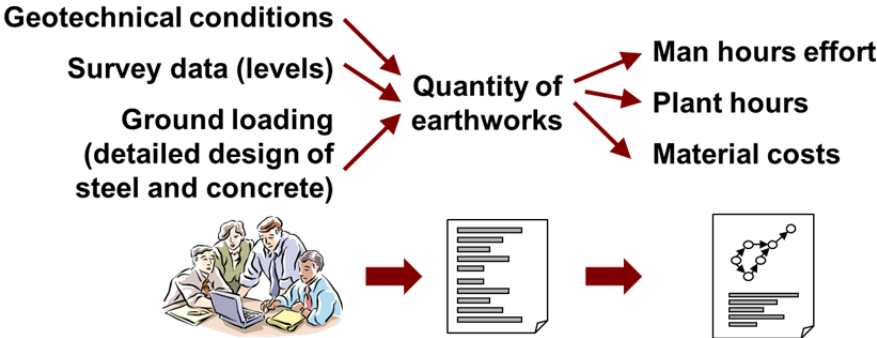 Geotechnical conditions
Survey data (levels)
Ground loading
(detailed design of
steel and concrete)
Quantity of
earthworks
Man hours effort
Plant hours
Material costs